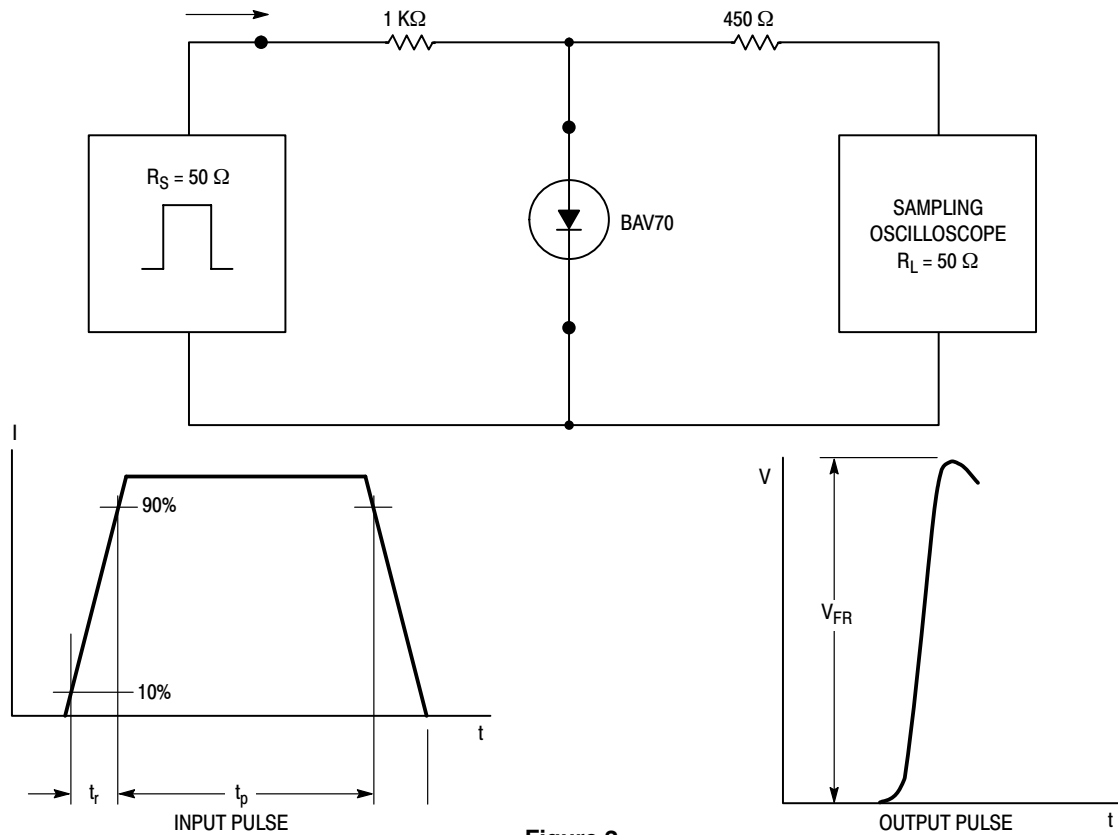 1 KΩ
450 Ω
R_S = 50 Ω
BAV70
SAMPLING
OSCILLOSCOPE
R_L = 50 Ω
I
90%
10%
t
t_r
t_p
INPUT PULSE
V
V_FR
t
OUTPUT PULSE